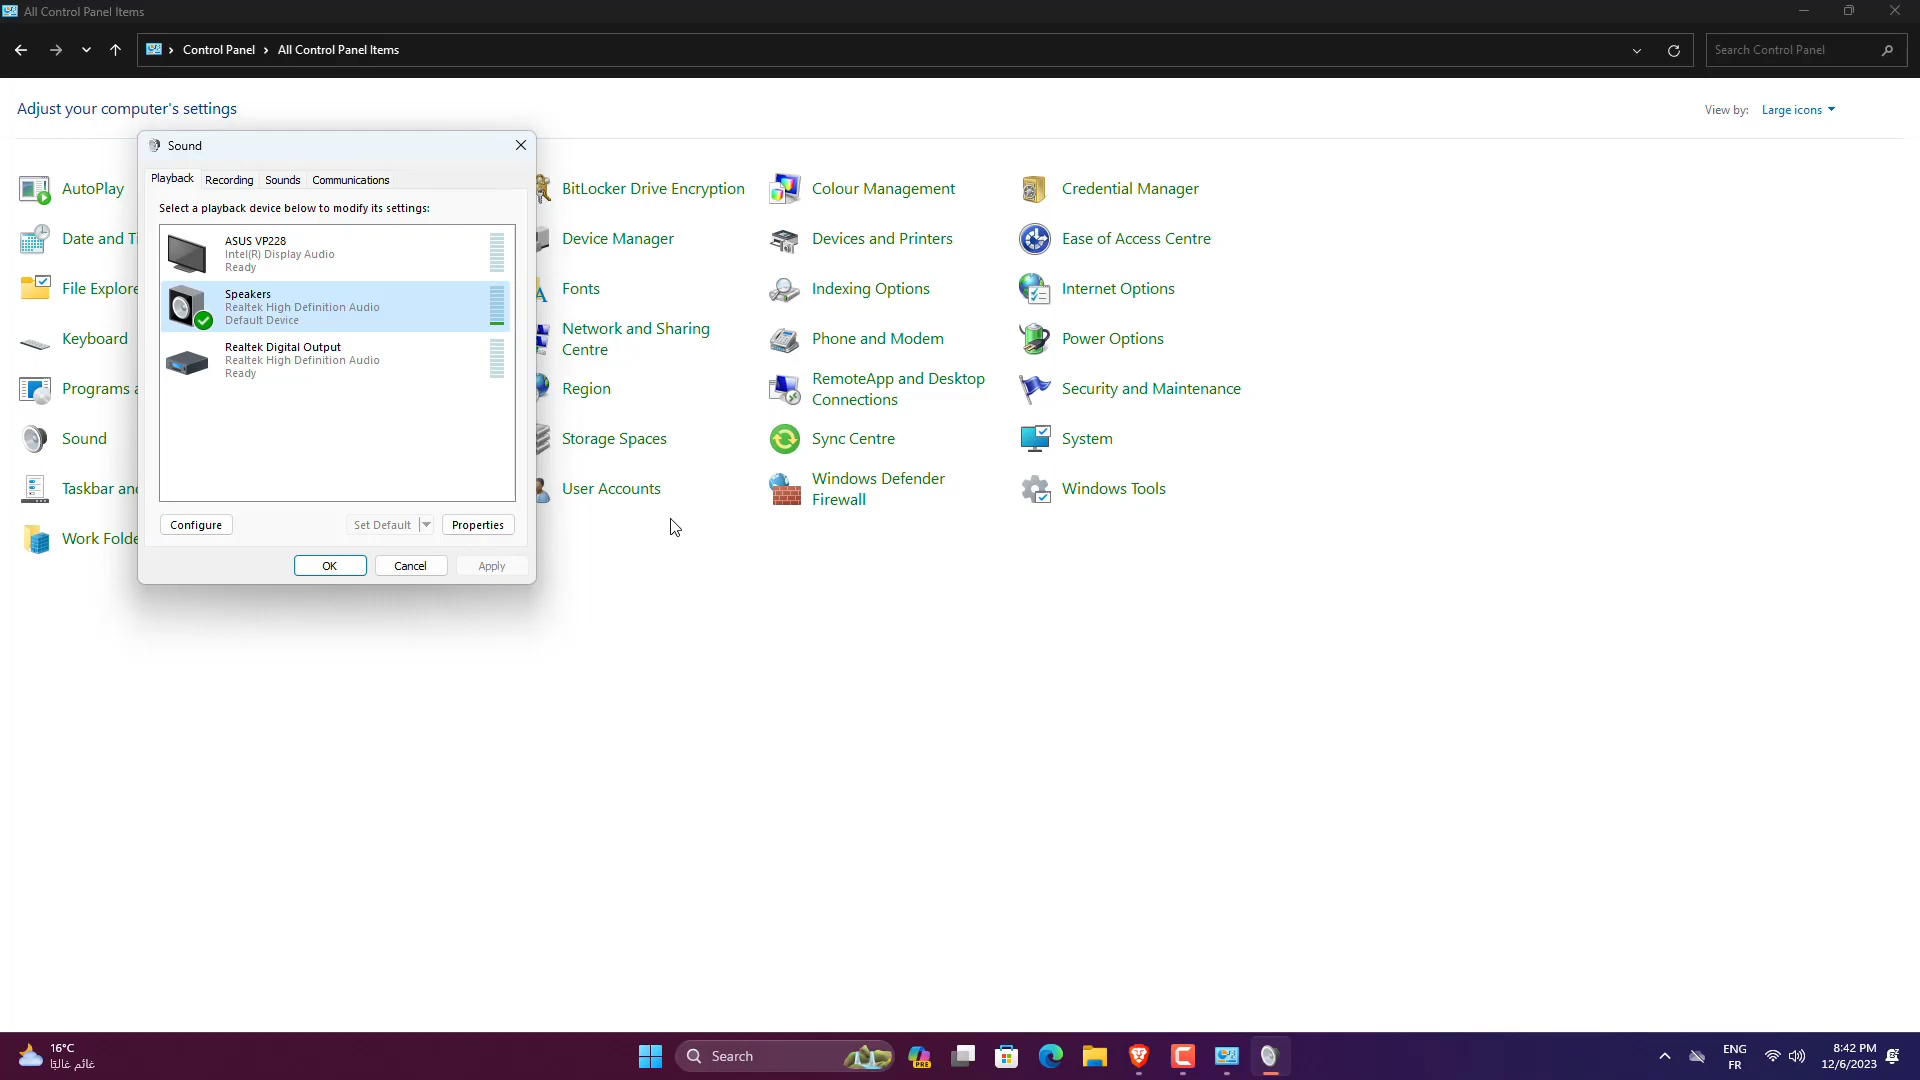 All Control Panel Items
Control Panel
All Control Panel Items
Search Control Panel
Adjust your computer's settings
View by:
Large icons
Sound
Playback
Recording
Sounds
Communications
Select a playback device below to modify its settings:
ASUS VP228
Intel(R) Display Audio
Ready
Speakers
Realtek High Definition Audio
Default Device
Realtek Digital Output
Realtek High Definition Audio
Ready
Configure
Set Default
Properties
OK
Cancel
Apply
AutoPlay
BitLocker Drive Encryption
Colour Management
Credential Manager
Date and Ti
Device Manager
Devices and Printers
Ease of Access Centre
File Explore
Fonts
Indexing Options
Internet Options
Keyboard
Network and Sharing
Centre
Phone and Modem
Power Options
Programs a
Region
RemoteApp and Desktop
Connections
Security and Maintenance
Sound
Storage Spaces
Sync Centre
System
Taskbar and
User Accounts
Windows Defender
Firewall
Windows Tools
Work Folde
16°C
غائم غالبًا
Search
PRE
ENG
FR
8:42 PM
12/6/2023